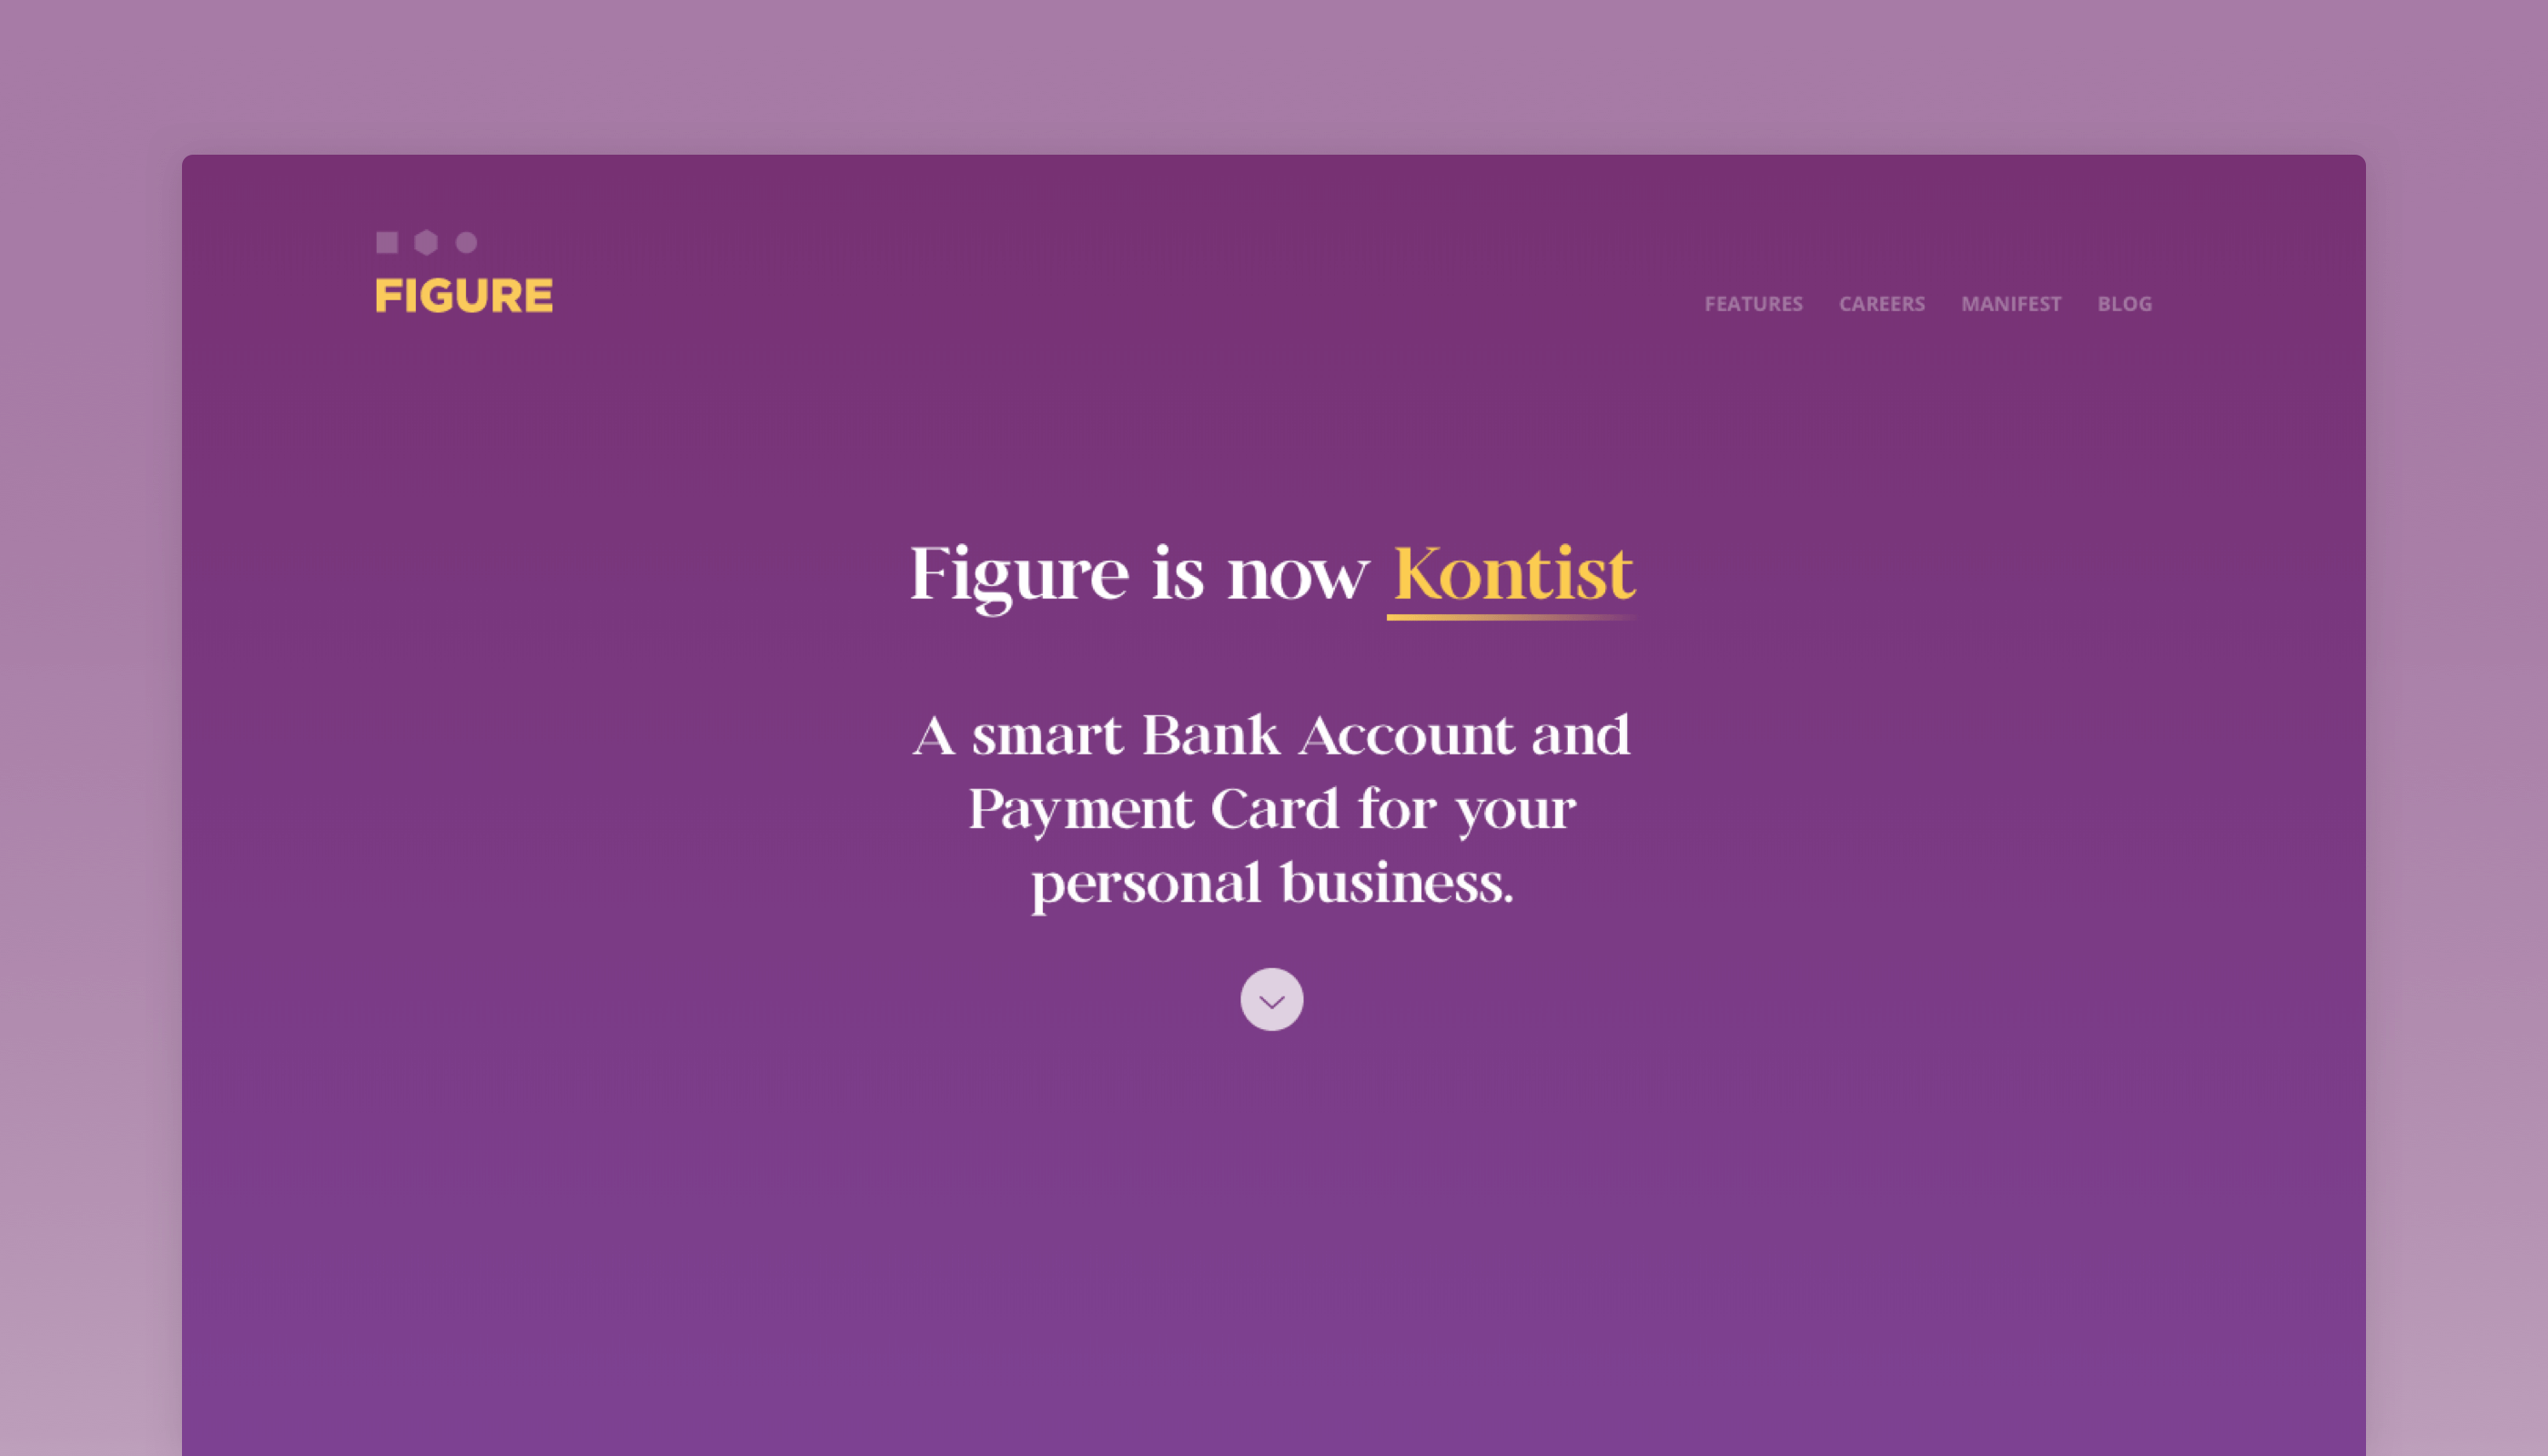 FIGURE
FEATURES CAREERS MANIFEST BLOG
Figure is now Kontist
A smart Bank Account and
Payment Card for your
personal business.